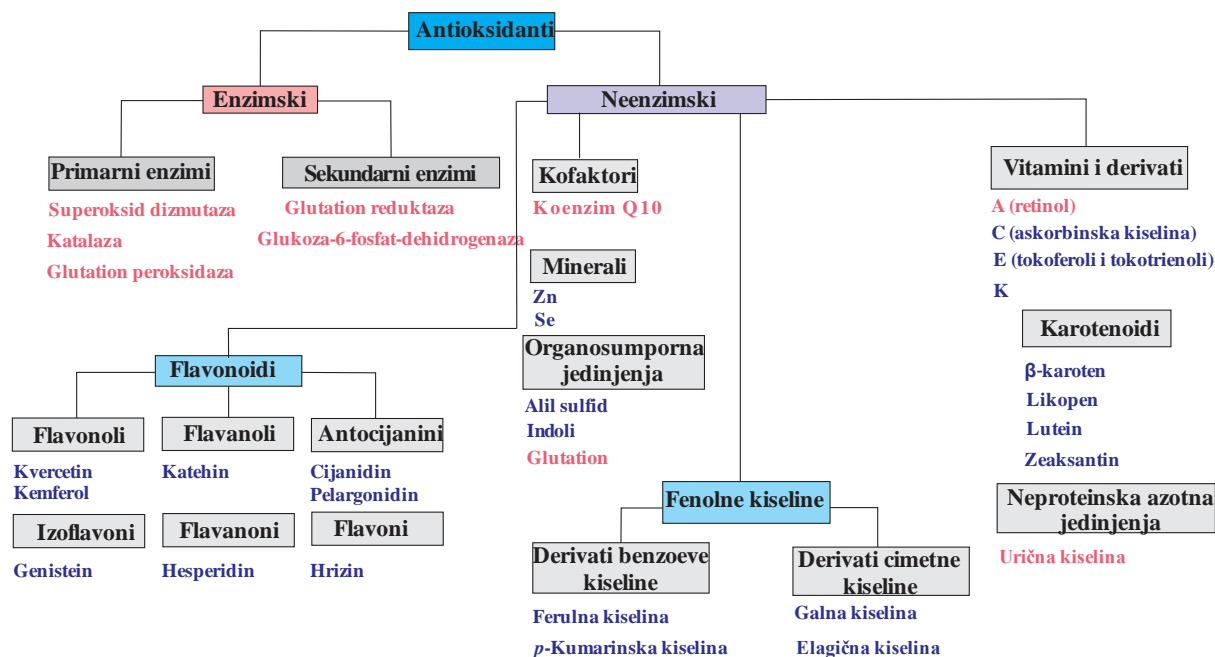 Antioksidanti
Enzimski
Neenzimski
Primarni enzimi
Superoksid dizmutaza
Katalaza
Glutation peroksidaza
Sekundarni enzimi
Glutation reduktaza
Glukoza-6-fosfat-dehidrogenaza
Kofaktori
Koenzim Q10
Minerali
Zn
Se
Organosumporna
jedinjenja
Alil sulfid
Indoli
Glutation
Vitamini i derivati
A (retinol)
C (askorbinska kiselina)
E (tokoferoli i tokotrienoli)
K
Karotenoidi
β-karoten
Likopen
Lutein
Zeaksantin
Neproteinska azotna
jedinjenja
Urična kiselina
Flavonoidi
Flavonoli
Kvercetin
Kemferol
Flavanoli
Katehin
Antocijanini
Cijanidin
Pelargonidin
Izoflavoni
Genistein
Flavanoni
Hesperidin
Flavoni
Hrizin
Fenolne kiseline
Derivati benzoeve
kiseline
Ferulna kiselina
p-Kumarinska kiselina
Derivati cimetne
kiseline
Galna kiselina
Elagična kiselina